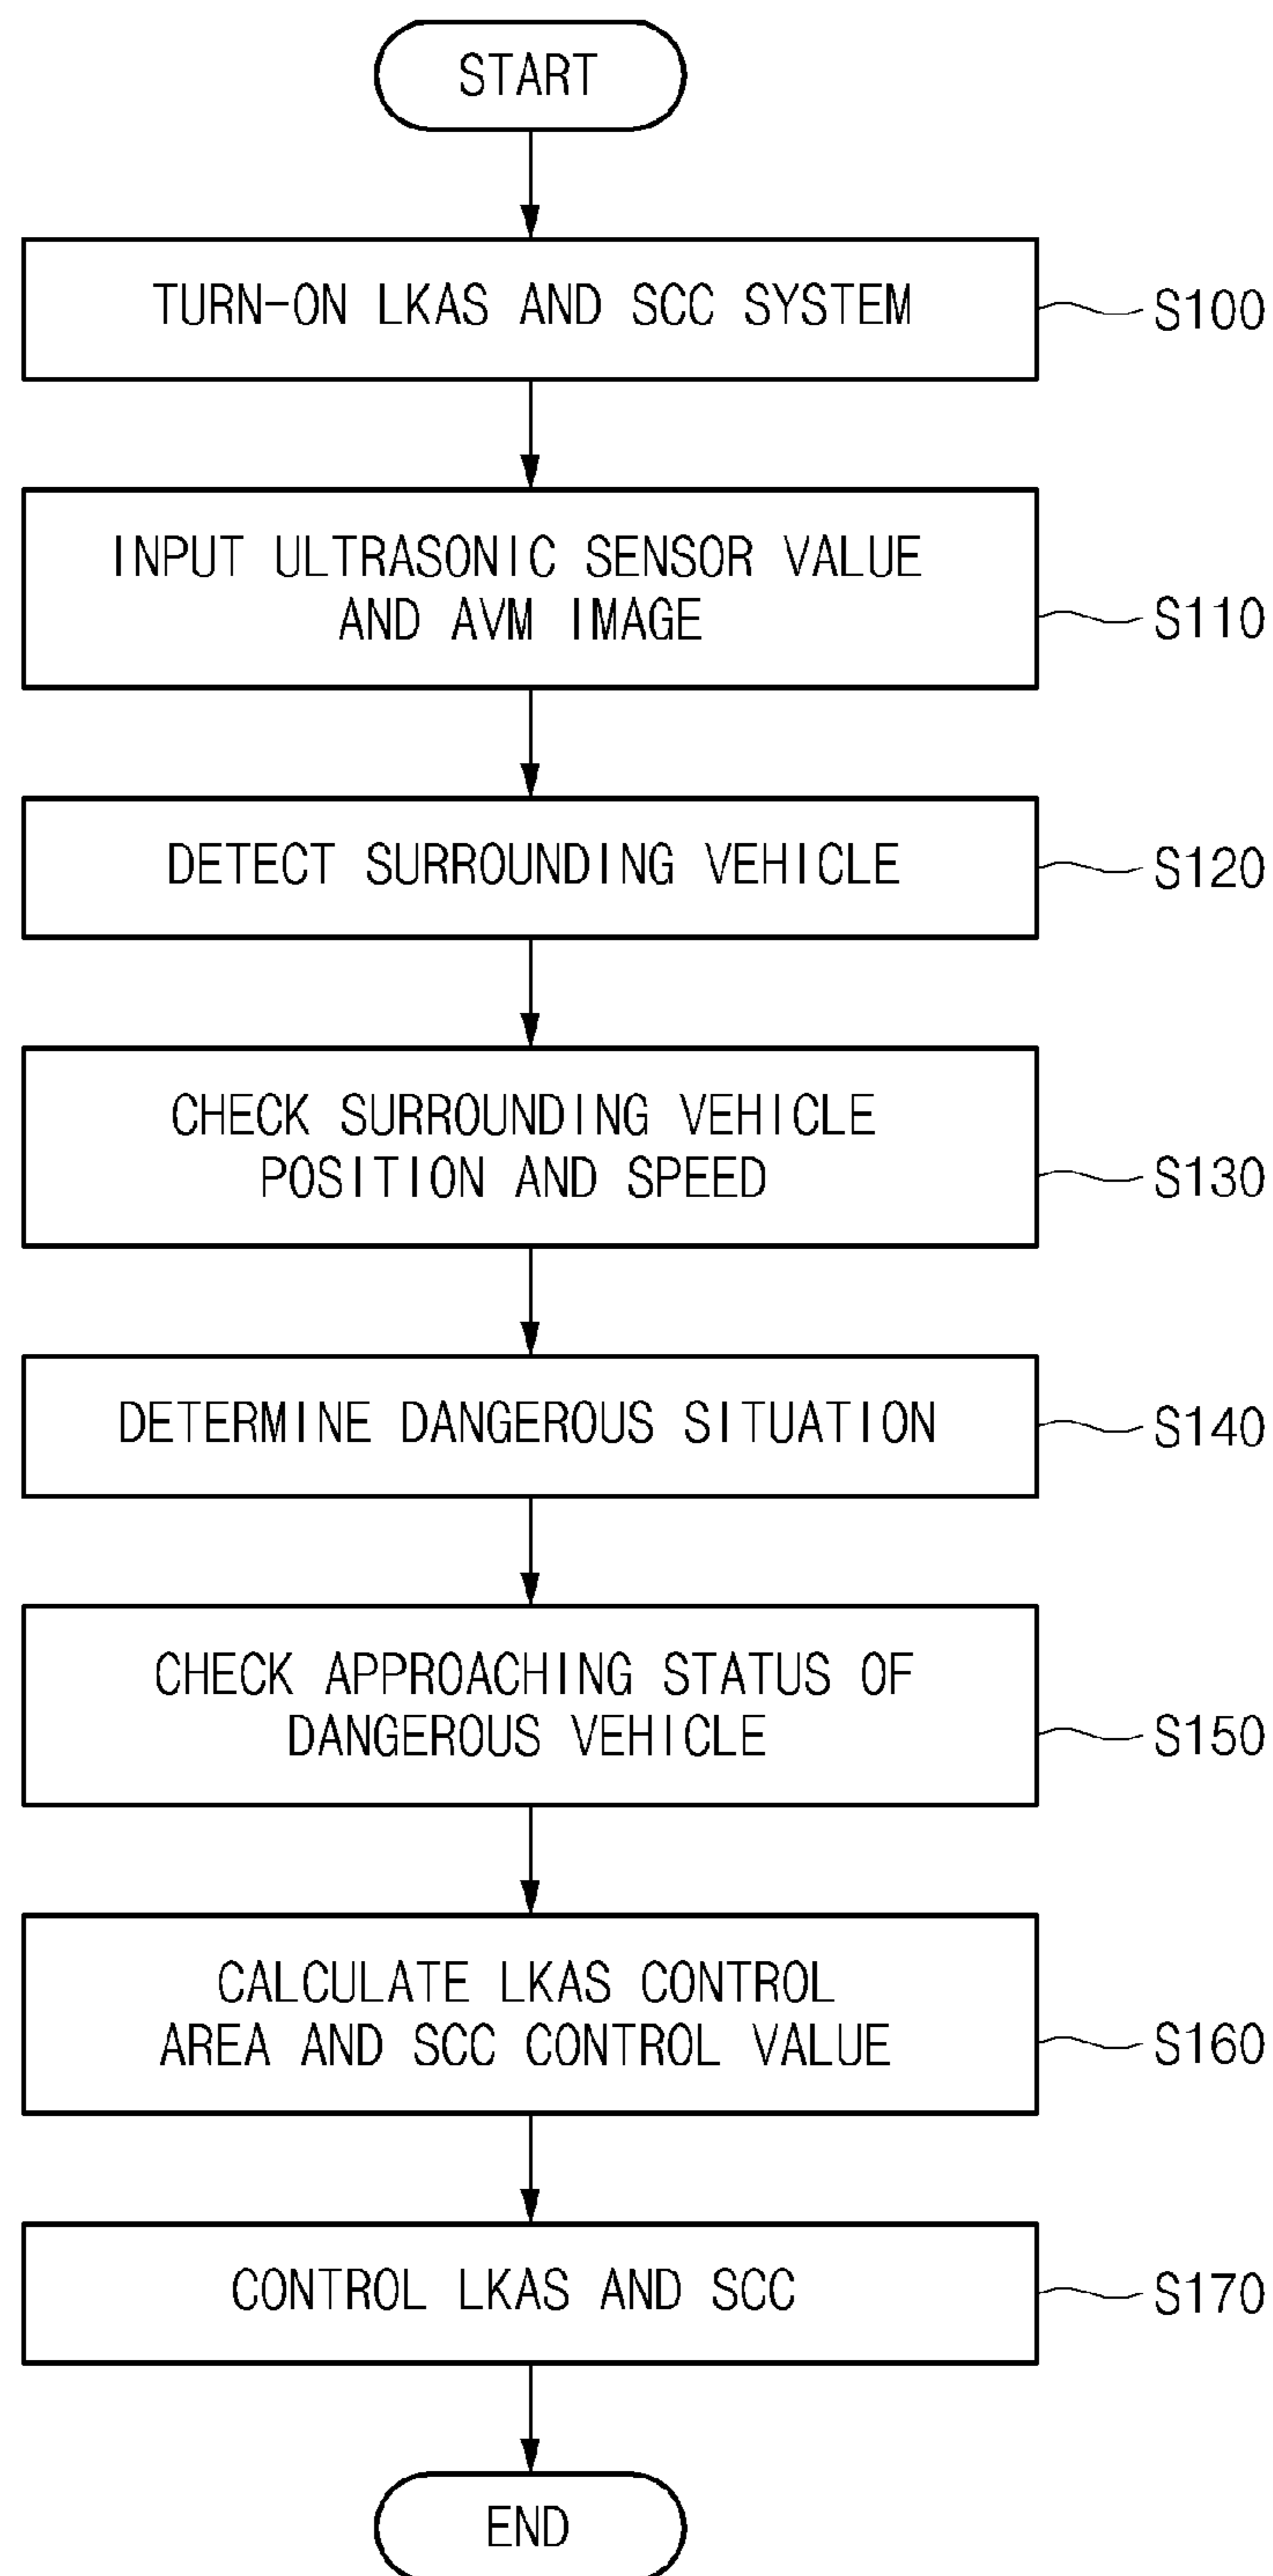 START
TURN-ON LKAS AND SCC SYSTEM
S100
INPUT ULTRASONIC SENSOR VALUE
AND AVM IMAGE
S110
DETECT SURROUNDING VEHICLE
S120
CHECK SURROUNDING VEHICLE
POSITION AND SPEED
S130
DETERMINE DANGEROUS SITUATION
S140
CHECK APPROACHING STATUS OF
DANGEROUS VEHICLE
S150
CALCULATE LKAS CONTROL
AREA AND SCC CONTROL VALUE
S160
CONTROL LKAS AND SCC
S170
END